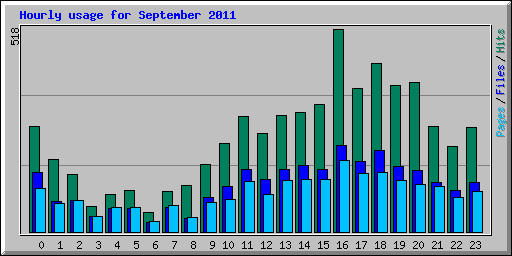 Hourly usage for September 2011
518
Pages / Files / Hits
0 1 2 3 4 5 6 7 8 9 10 11 12 13 14 15 16 17 18 19 20 21 22 23